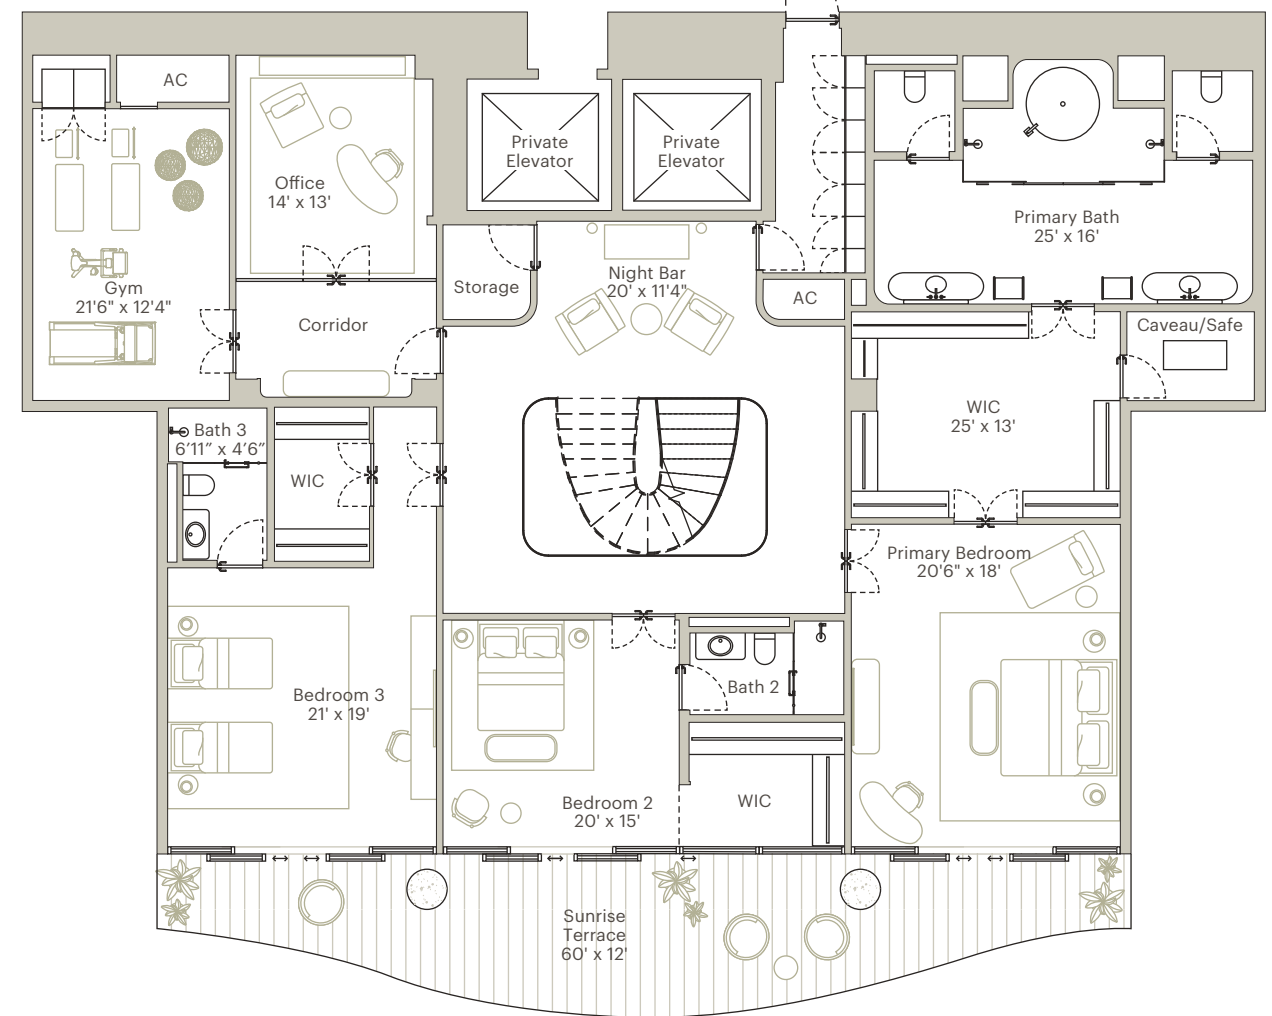 AC
Private
Elevator
Private
Elevator
Office
14' x 13'
Primary Bath
25' x 16'
Gym
21'6" x 12'4"
Storage
Night Bar
20' x 11'4"
AC
Corridor
Caveau/Safe
WIC
25' x 13'
Bath 3
6’11” x 4’6”
WIC
Primary Bedroom
20'6" x 18'
Bedroom 3
21' x 19'
Bath 2
Bedroom 2
20' x 15'
WIC
Sunrise
Terrace
60' x 12'